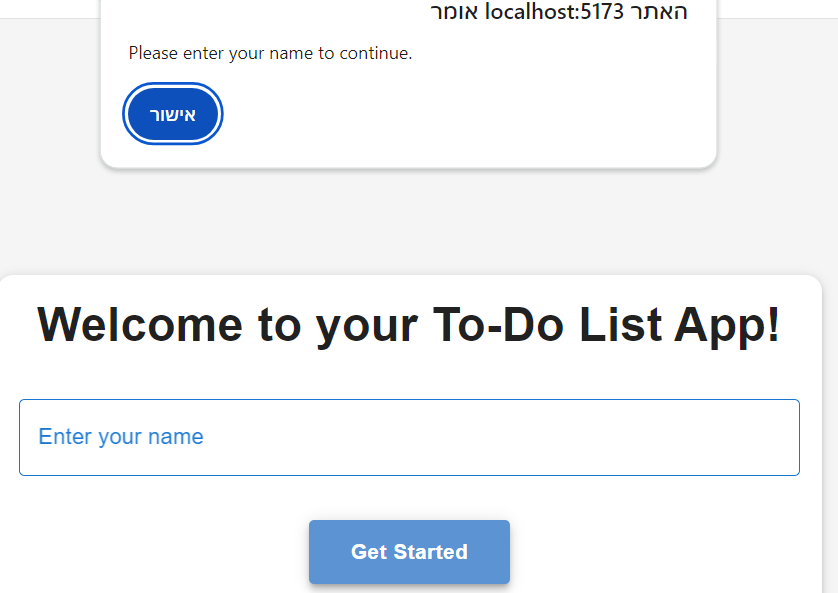 האתר localhost:5173 אומר
Please enter your name to continue.
אישור
Welcome to your To-Do List App!
Enter your name
Get Started